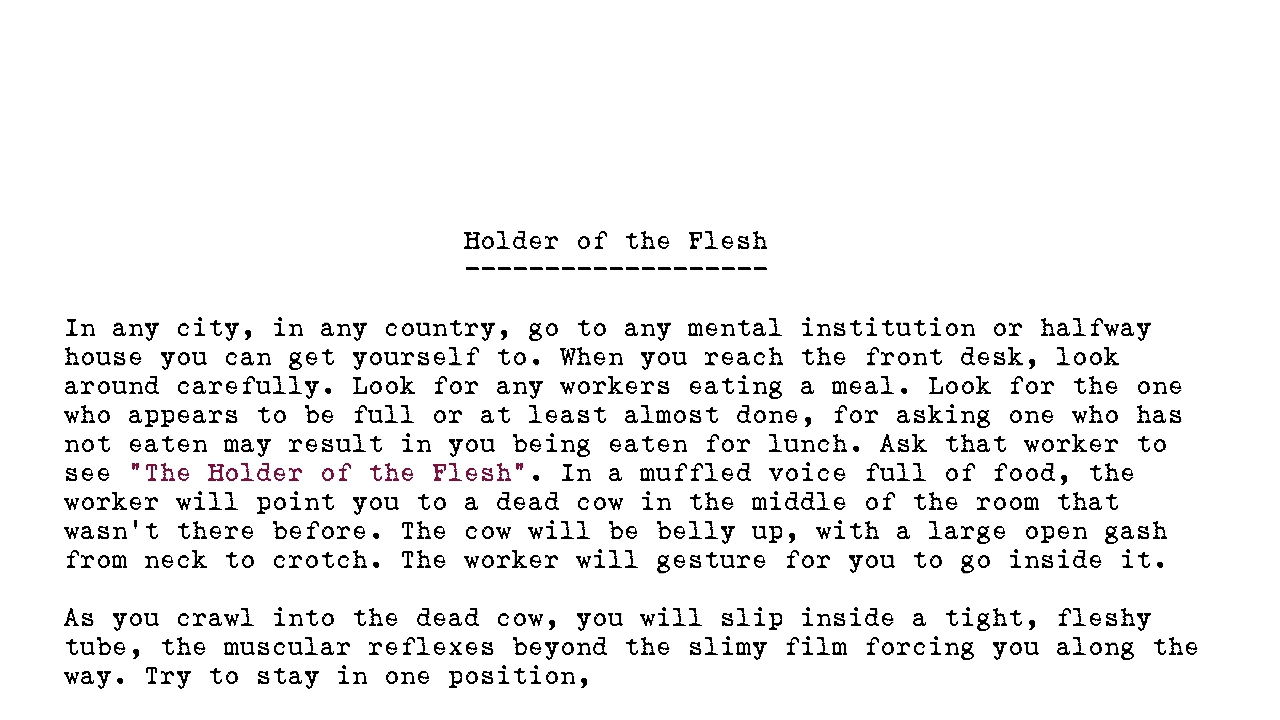 Holder of the Flesh
-------------------
In any city, in any country, go to any mental institution or halfway
house you can get yourself to. When you reach the front desk, look
around carefully. Look for any workers eating a meal. Look for the one
who appears to be full or at least almost done, for asking one who has
not eaten may result in you being eaten for lunch. Ask that worker to
see "The Holder of the Flesh". In a muffled voice full of food, the
worker will point you to a dead cow in the middle of the room that
wasn't there before. The cow will be belly up, with a large open gash
from neck to crotch. The worker will gesture for you to go inside it.
As you crawl into the dead cow, you will slip inside a tight, fleshy
tube, the muscular reflexes beyond the slimy film forcing you along the
way. Try to stay in one position,